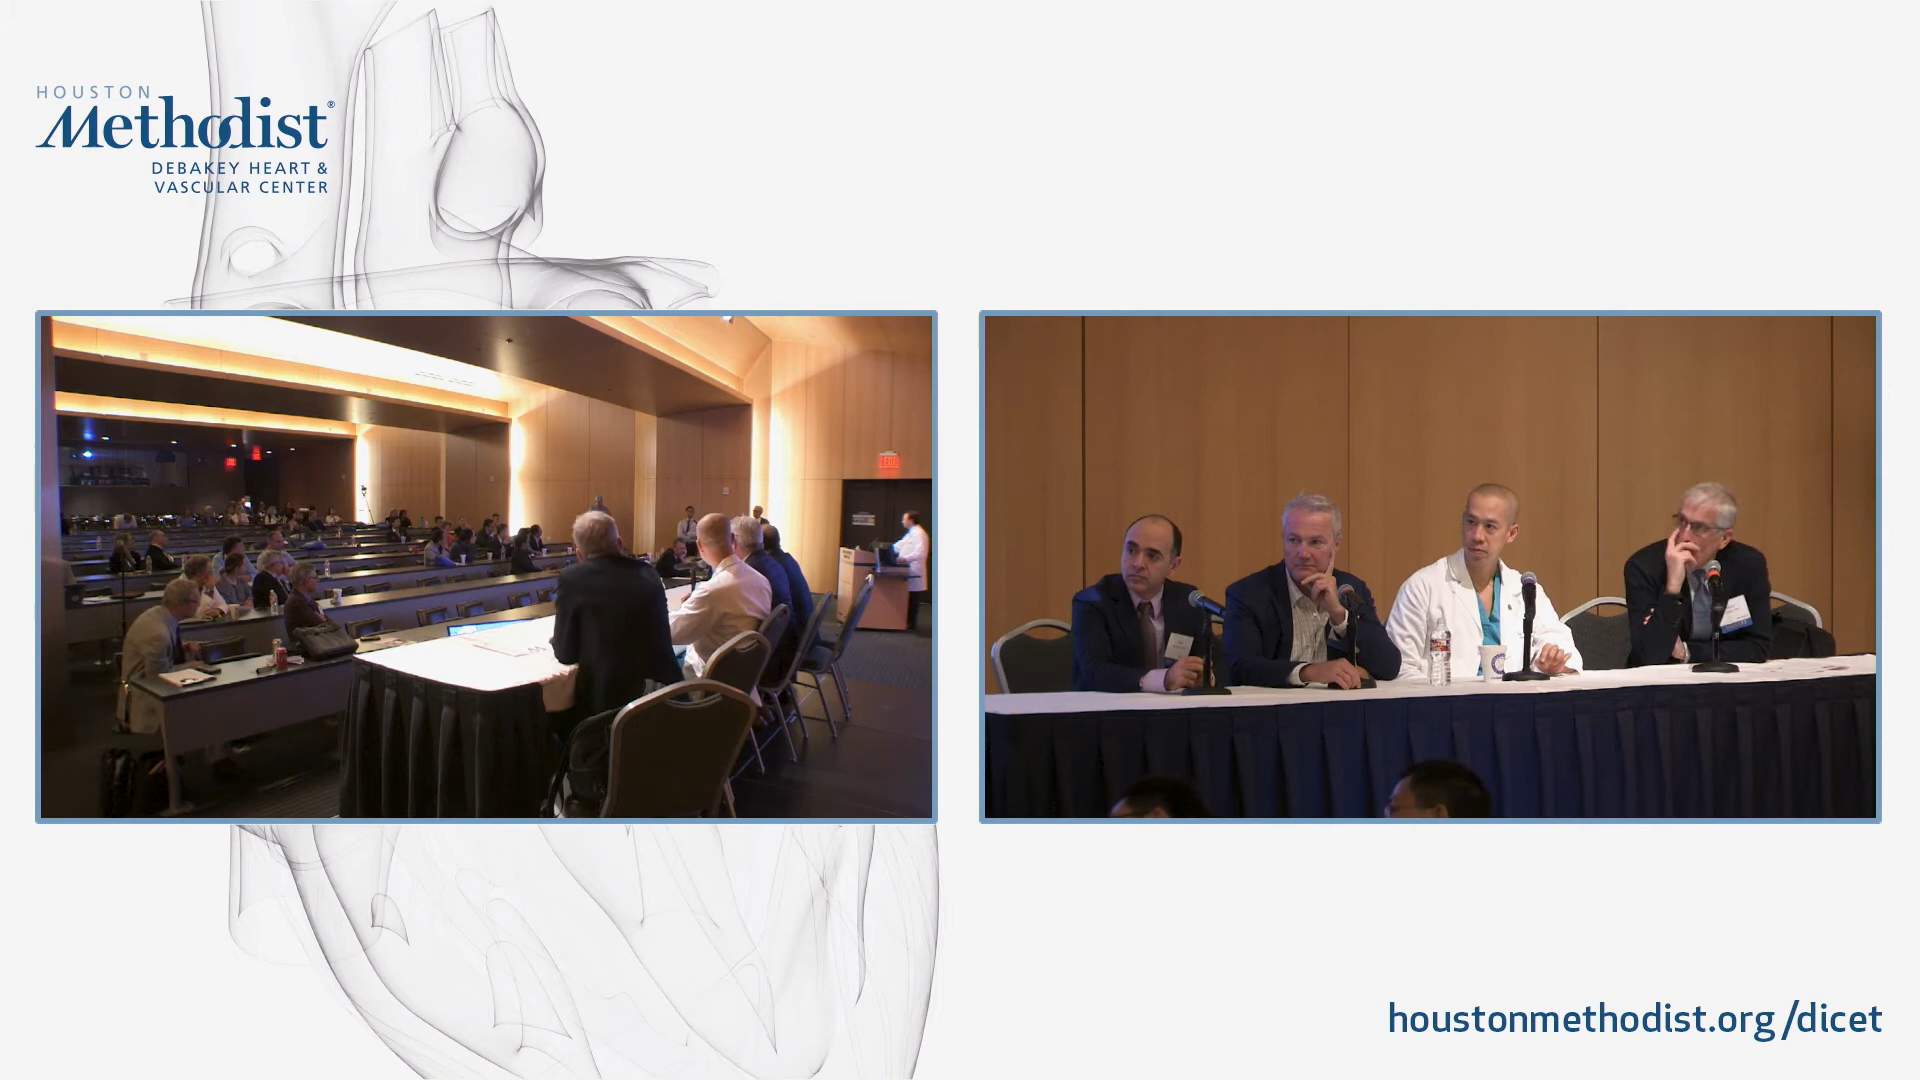 HOUSTON
Methodist®
DEBAKEY HEART &
VASCULAR CENTER
EXIT
houstonmethodist.org/dicet